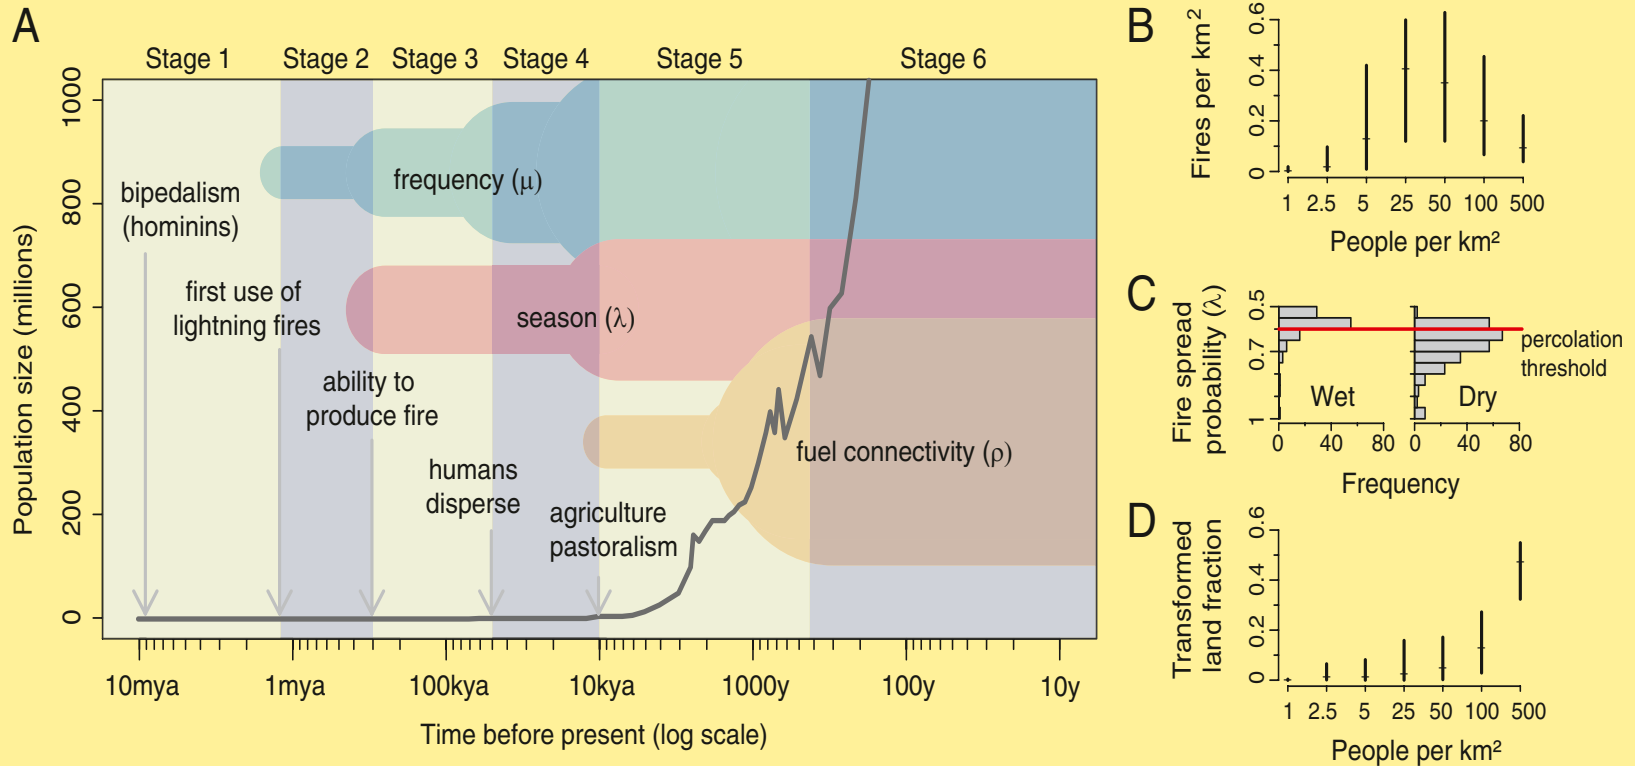 A
Stage 1 Stage 2 Stage 3 Stage 4 Stage 5 Stage 6
Population size (millions)
1000
800
600
400
200
0
bipedalism
(hominins)
first use of
lightning fires
ability to
produce fire
humans
disperse
agriculture
pastoralism
frequency (μ)
season (λ)
fuel connectivity (ρ)
10mya 1mya 100kya 10kya 1000y 100y 10y
Time before present (log scale)
B
Fires per km²
0.6
0.4
0.2
0
1 2.5 5 25 50 100 500
People per km²
C
Fire spread
probability (λ)
0.5
0.7
1
Wet
Dry
percolation
threshold
0 40 80
0 40 80
Frequency
D
Transformed
land fraction
0.6
0.4
0.2
0
1 2.5 5 25 50 100 500
People per km²